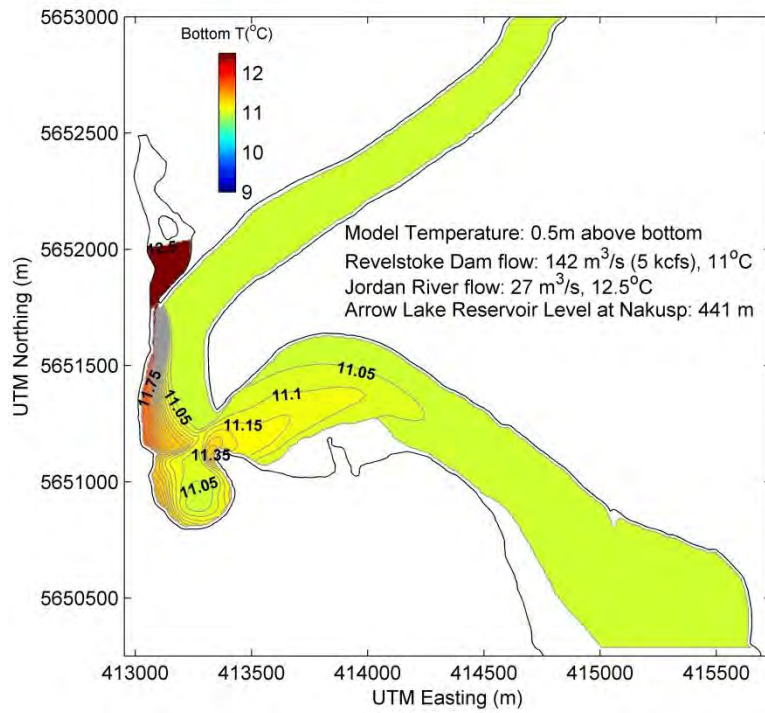 5653000
5652500
5652000
5651500
5651000
5650500
UTM Northing (m)
Bottom T(°C)
12
11
10
9
12.5
Model Temperature: 0.5m above bottom
Revelstoke Dam flow: 142 m³/s (5 kcfs), 11°C
Jordan River flow: 27 m³/s, 12.5°C
Arrow Lake Reservoir Level at Nakusp: 441 m
11.75
11.05
11.05
11.1
11.15
11.35
11.05
413000 413500 414000 414500 415000 415500
UTM Easting (m)